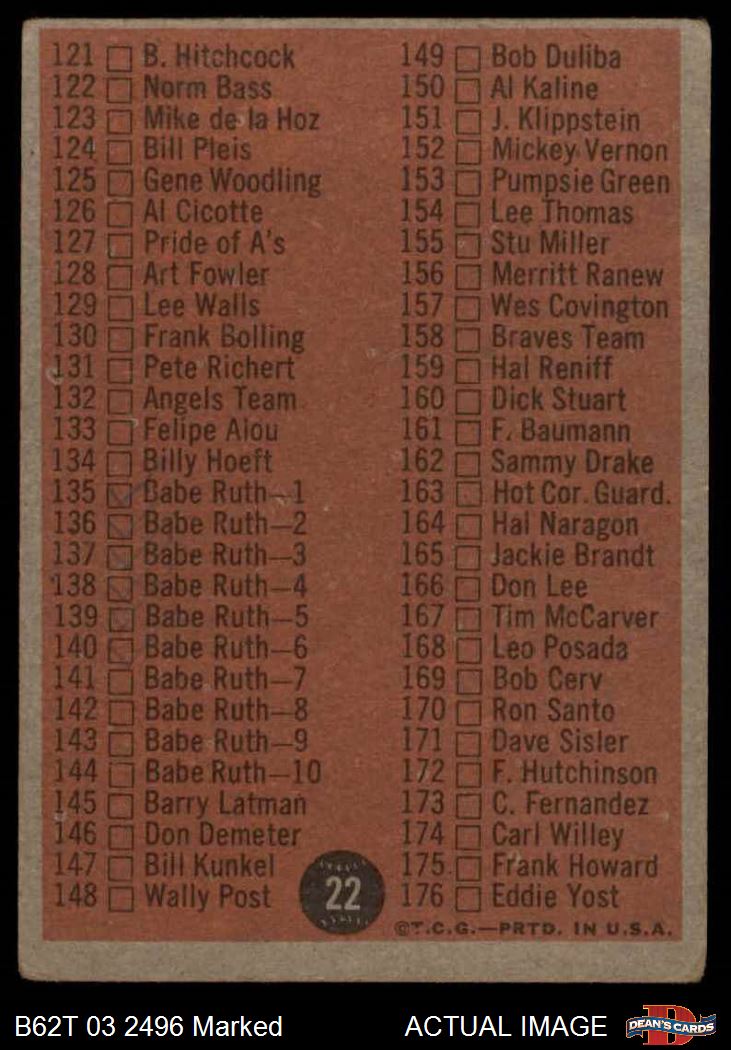 121 B. Hitchcock
122 Norm Bass
123 Mike de la Hoz
124 Bill Pleis
125 Gene Woodling
126 Al Cicotte
127 Pride of A's
128 Art Fowler
129 Lee Walls
130 Frank Bolling
131 Pete Richert
132 Angels Team
133 Felipe Alou
134 Billy Hoeft
135 Babe Ruth—1
136 Babe Ruth—2
137 Babe Ruth—3
138 Babe Ruth—4
139 Babe Ruth—5
140 Babe Ruth—6
141 Babe Ruth—7
142 Babe Ruth—8
143 Babe Ruth—9
144 Babe Ruth—10
145 Barry Latman
146 Don Demeter
147 Bill Kunkel
148 Wally Post
149 Bob Duliba
150 Al Kaline
151 J. Klippstein
152 Mickey Vernon
153 Pumpsie Green
154 Lee Thomas
155 Stu Miller
156 Merritt Ranew
157 Wes Covington
158 Braves Team
159 Hal Reniff
160 Dick Stuart
161 F. Baumann
162 Sammy Drake
163 Hot Cor. Guard.
164 Hal Naragon
165 Jackie Brandt
166 Don Lee
167 Tim McCarver
168 Leo Posada
169 Bob Cerv
170 Ron Santo
171 Dave Sisler
172 F. Hutchinson
173 C. Fernandez
174 Carl Willey
175 Frank Howard
176 Eddie Yost
22
©T.C.G.—PRTD. IN U.S.A.
B62T 03 2496 Marked
ACTUAL IMAGE
DEAN'S CARDS